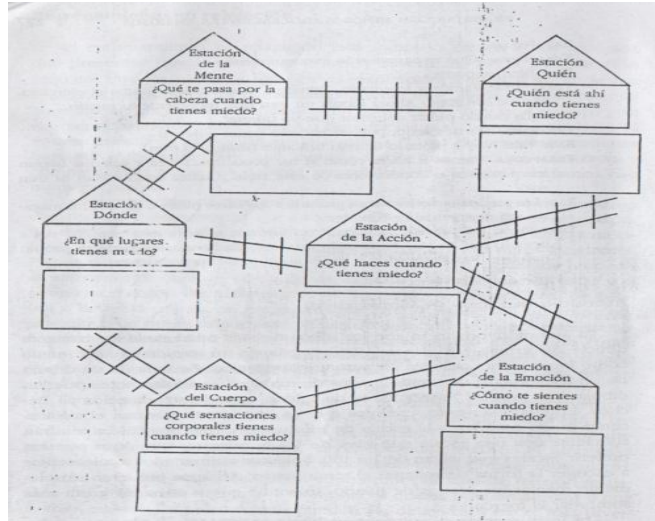 Estación
de la
Mente
¿Qué te pasa por la
cabeza cuando
tienes miedo?
Estación
Quién
¿Quién está ahí
cuando tienes
miedo?
Estación
Dónde
¿En qué lugares
tienes miedo?
Estación
de la Acción
¿Qué haces cuando
tienes miedo?
Estación
del Cuerpo
¿Qué sensaciones
corporales tienes
cuando tienes miedo?
Estación
de la Emoción
¿Cómo te sientes
cuando tienes
miedo?